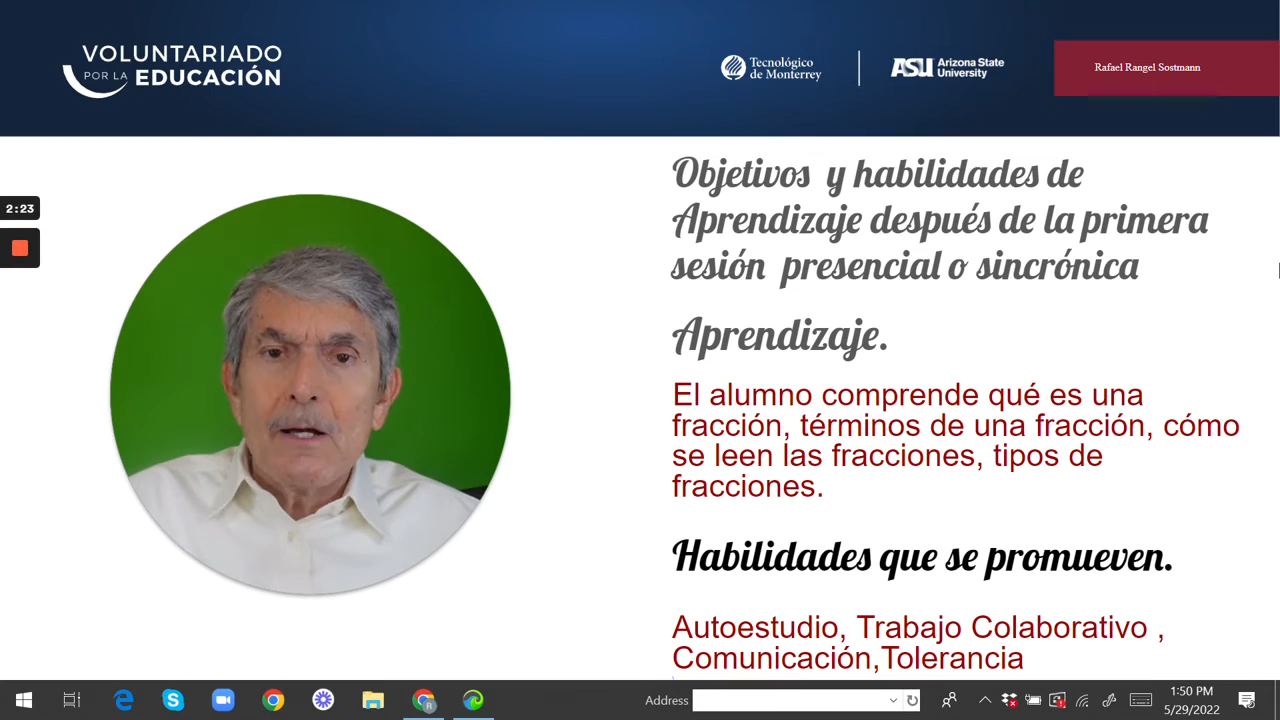 VOLUNTARIADO
POR LA EDUCACIÓN
Tecnológico
de Monterrey
ASU Arizona State
University
Rafael Rangel Sostmann
Objetivos y habilidades de
Aprendizaje después de la primera
sesión presencial o sincrónica
2:23
Aprendizaje.
El alumno comprende qué es una
fracción, términos de una fracción, cómo
se leen las fracciones, tipos de
fracciones.
Habilidades que se promueven.
Autoestudio, Trabajo Colaborativo ,
Comunicación,Tolerancia
Address
1:50 PM
5/29/2022